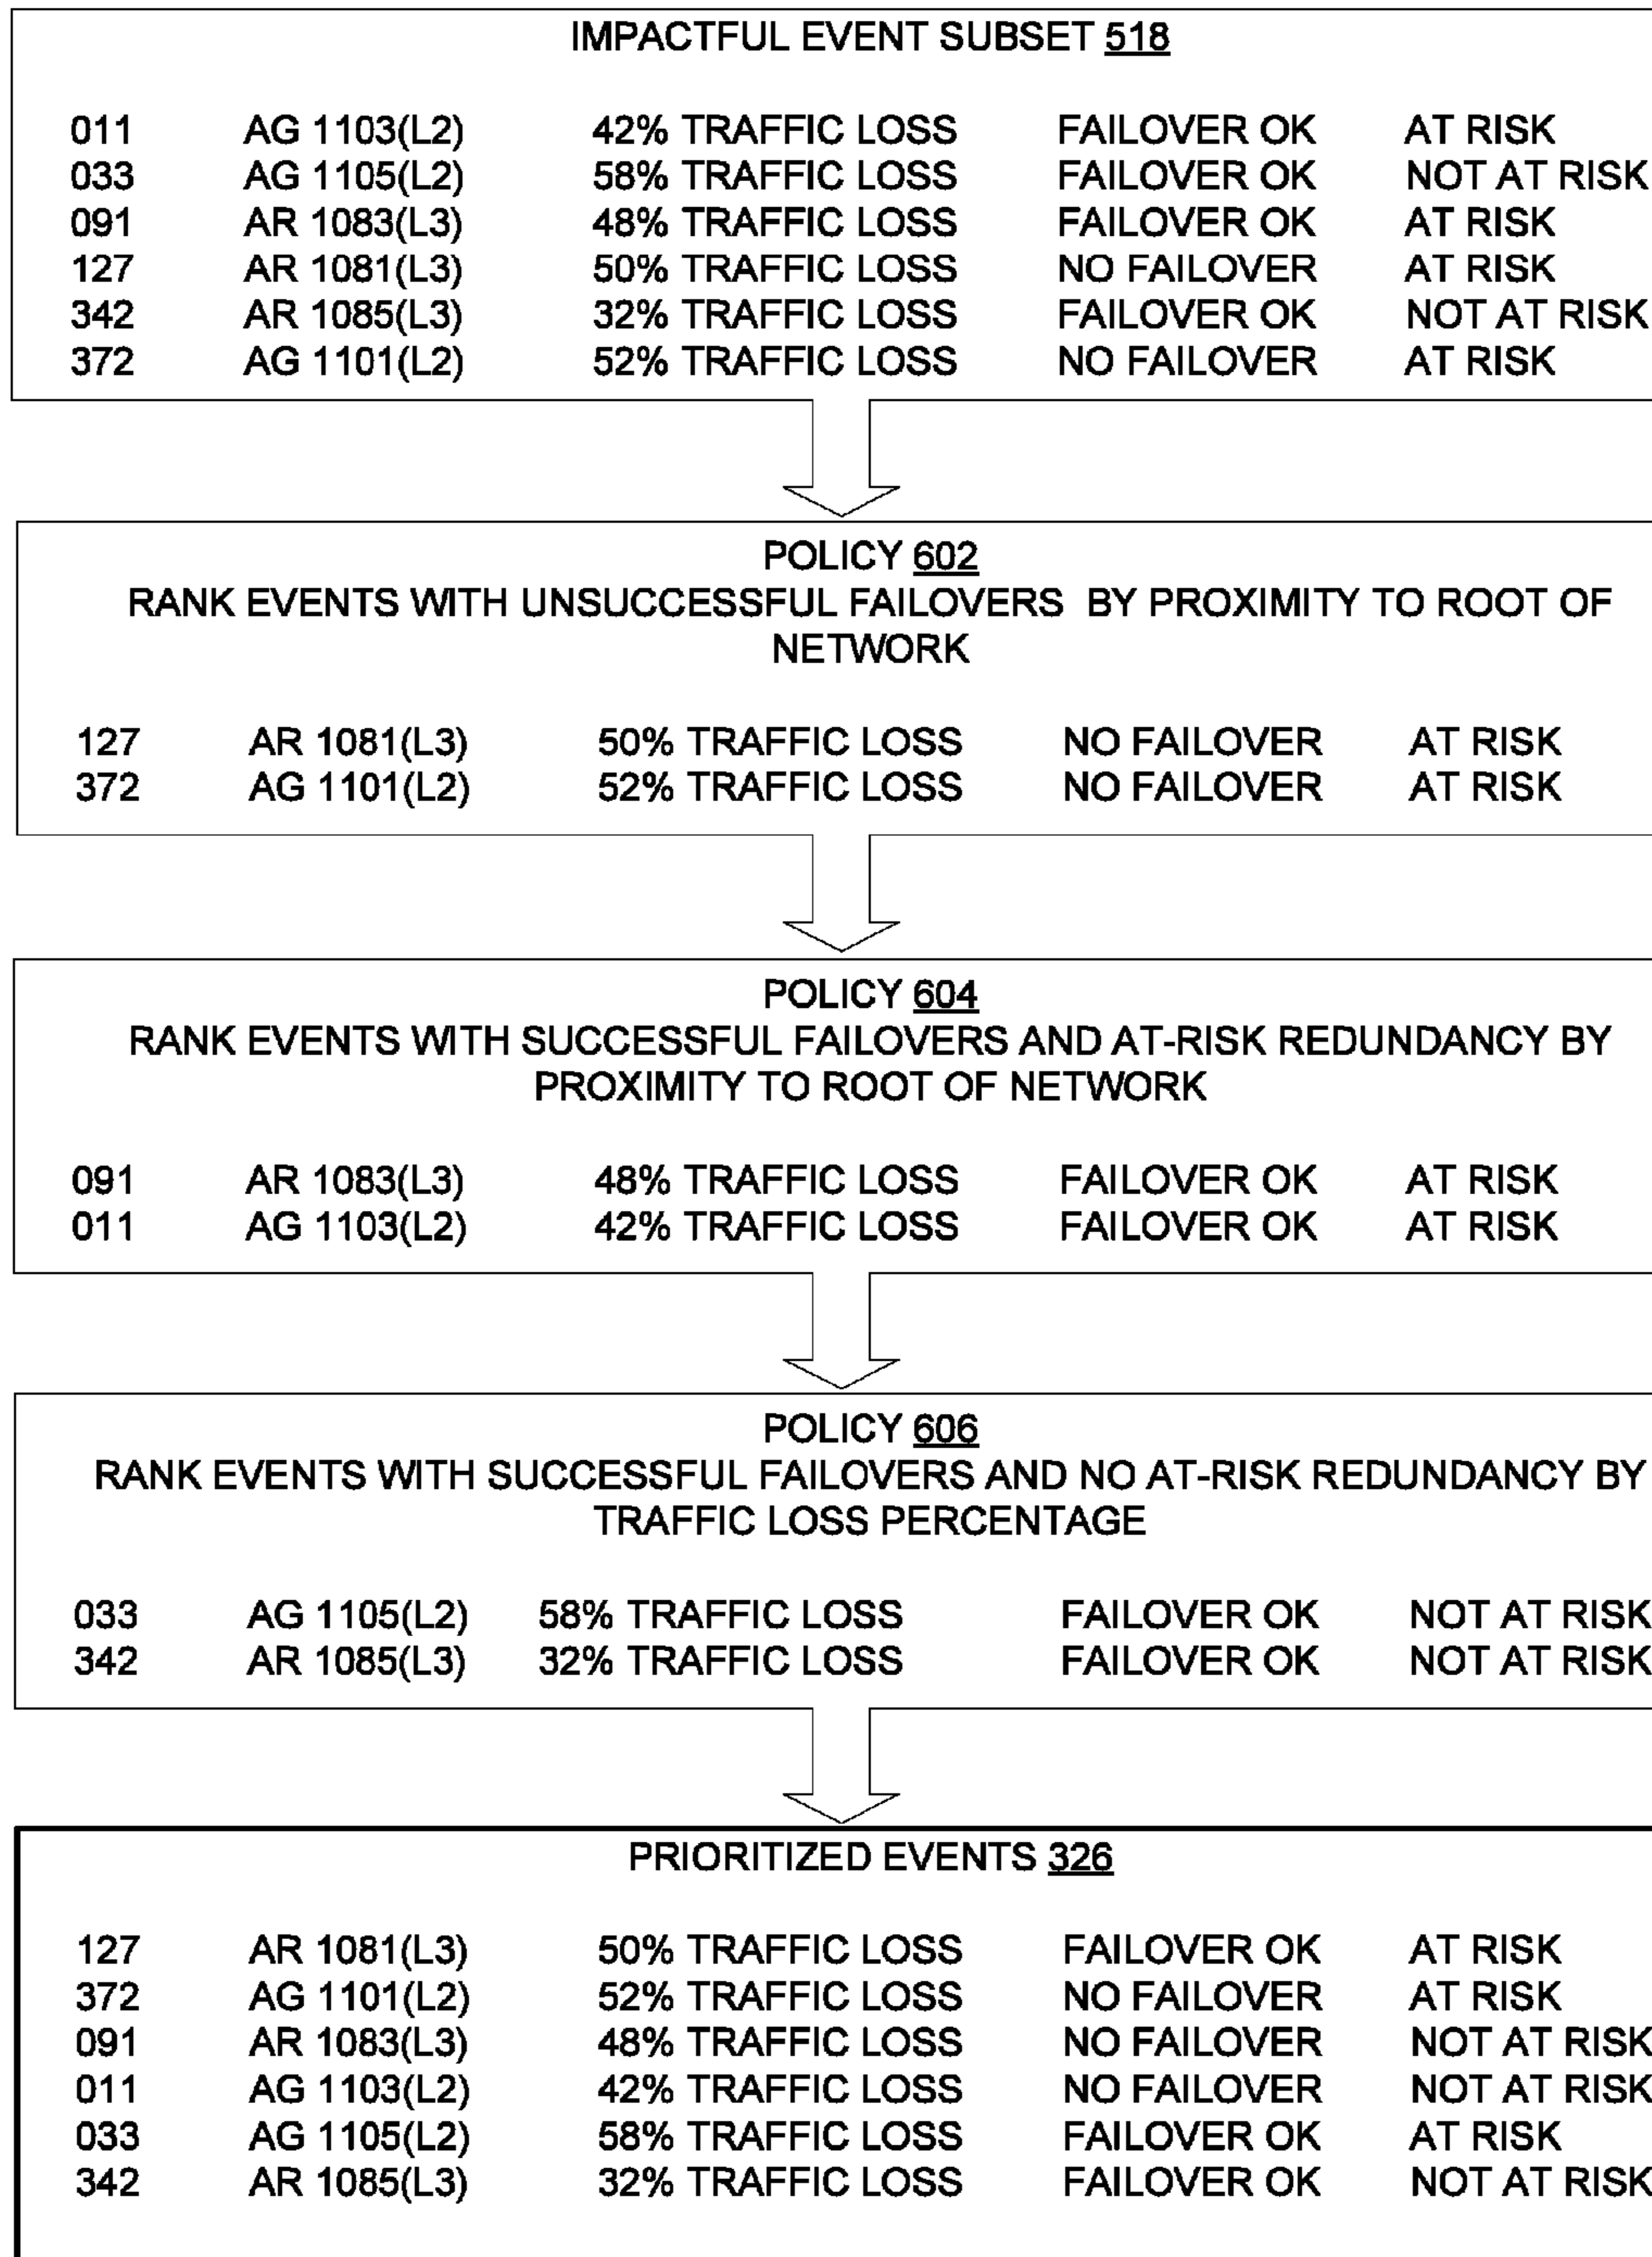 IMPACTFUL EVENT SUBSET 518
011 AG 1103(L2) 42% TRAFFIC LOSS FAILOVER OK AT RISK
033 AG 1105(L2) 58% TRAFFIC LOSS FAILOVER OK NOT AT RISK
091 AR 1083(L3) 48% TRAFFIC LOSS FAILOVER OK AT RISK
127 AR 1081(L3) 50% TRAFFIC LOSS NO FAILOVER AT RISK
342 AR 1085(L3) 32% TRAFFIC LOSS FAILOVER OK NOT AT RISK
372 AG 1101(L2) 52% TRAFFIC LOSS NO FAILOVER AT RISK
POLICY 602
RANK EVENTS WITH UNSUCCESSFUL FAILOVERS BY PROXIMITY TO ROOT OF
NETWORK
127 AR 1081(L3) 50% TRAFFIC LOSS NO FAILOVER AT RISK
372 AG 1101(L2) 52% TRAFFIC LOSS NO FAILOVER AT RISK
POLICY 604
RANK EVENTS WITH SUCCESSFUL FAILOVERS AND AT-RISK REDUNDANCY BY
PROXIMITY TO ROOT OF NETWORK
091 AR 1083(L3) 48% TRAFFIC LOSS FAILOVER OK AT RISK
011 AG 1103(L2) 42% TRAFFIC LOSS FAILOVER OK AT RISK
POLICY 606
RANK EVENTS WITH SUCCESSFUL FAILOVERS AND NO AT-RISK REDUNDANCY BY
TRAFFIC LOSS PERCENTAGE
033 AG 1105(L2) 58% TRAFFIC LOSS FAILOVER OK NOT AT RISK
342 AR 1085(L3) 32% TRAFFIC LOSS FAILOVER OK NOT AT RISK
PRIORITIZED EVENTS 326
127 AR 1081(L3) 50% TRAFFIC LOSS FAILOVER OK AT RISK
372 AG 1101(L2) 52% TRAFFIC LOSS NO FAILOVER AT RISK
091 AR 1083(L3) 48% TRAFFIC LOSS NO FAILOVER NOT AT RISK
011 AG 1103(L2) 42% TRAFFIC LOSS NO FAILOVER NOT AT RISK
033 AG 1105(L2) 58% TRAFFIC LOSS FAILOVER OK AT RISK
342 AR 1085(L3) 32% TRAFFIC LOSS FAILOVER OK NOT AT RISK